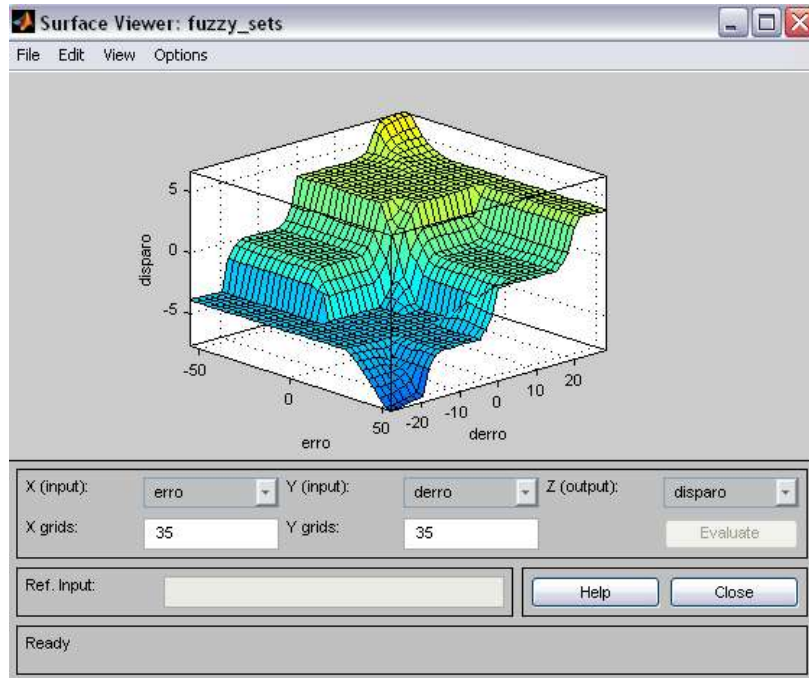 Surface Viewer: fuzzy_sets
File Edit View Options
5
0
-5
disparo
-50
0
50
erro
-20
-10
0
10
20
derro
X (input): erro Y (input): derro Z (output): disparo
X grids: 35 Y grids: 35 Evaluate
Ref. Input: Help Close
Ready